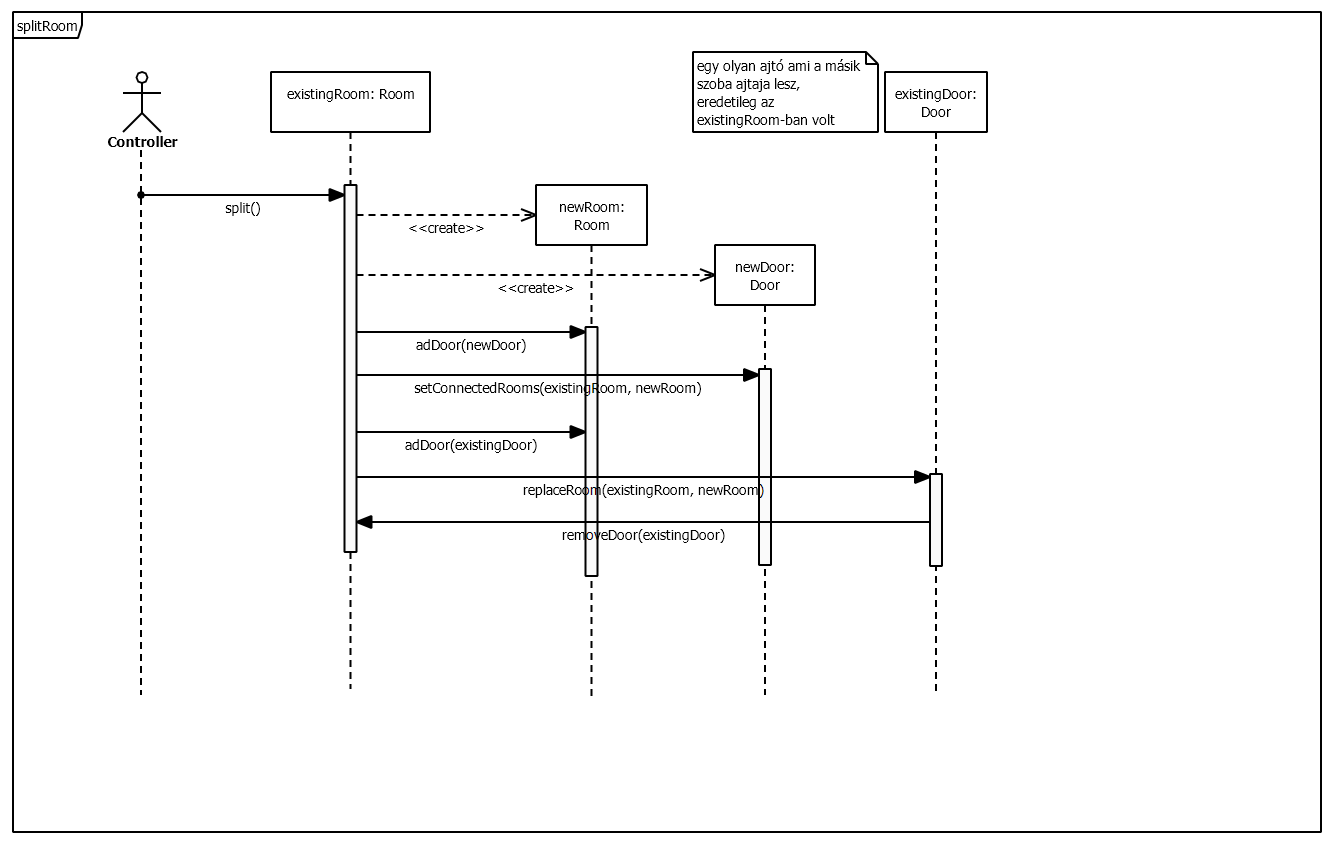 splitRoom
egy olyan ajtó ami a másik
szoba ajtaja lesz,
eredetileg az
existingRoom-ban volt
Controller
existingRoom: Room
existingDoor:
Door
split()
<<create>>
newRoom:
Room
<<create>>
newDoor:
Door
adDoor(newDoor)
setConnectedRooms(existingRoom, newRoom)
adDoor(existingDoor)
replaceRoom(existingRoom, newRoom)
removeDoor(existingDoor)